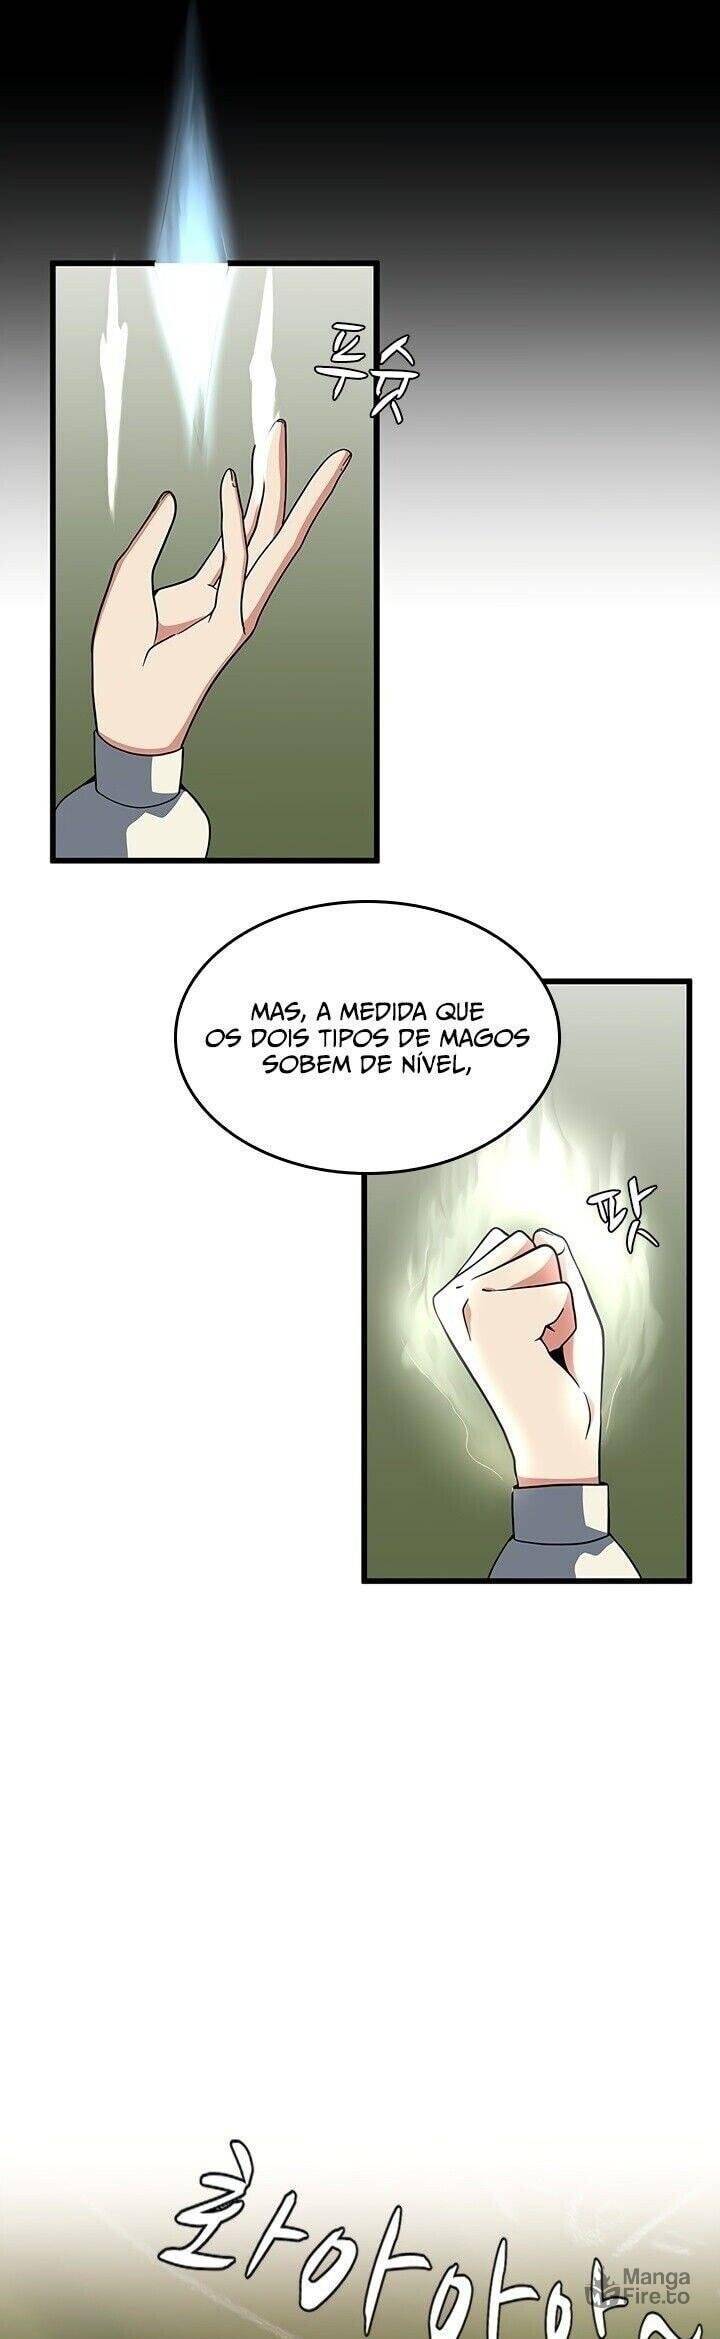 푸슛
MAS, A MEDIDA QUE
OS DOIS TIPOS DE MAGOS
SOBEM DE NÍVEL,
팟
화아아아
Manga
Fire.to